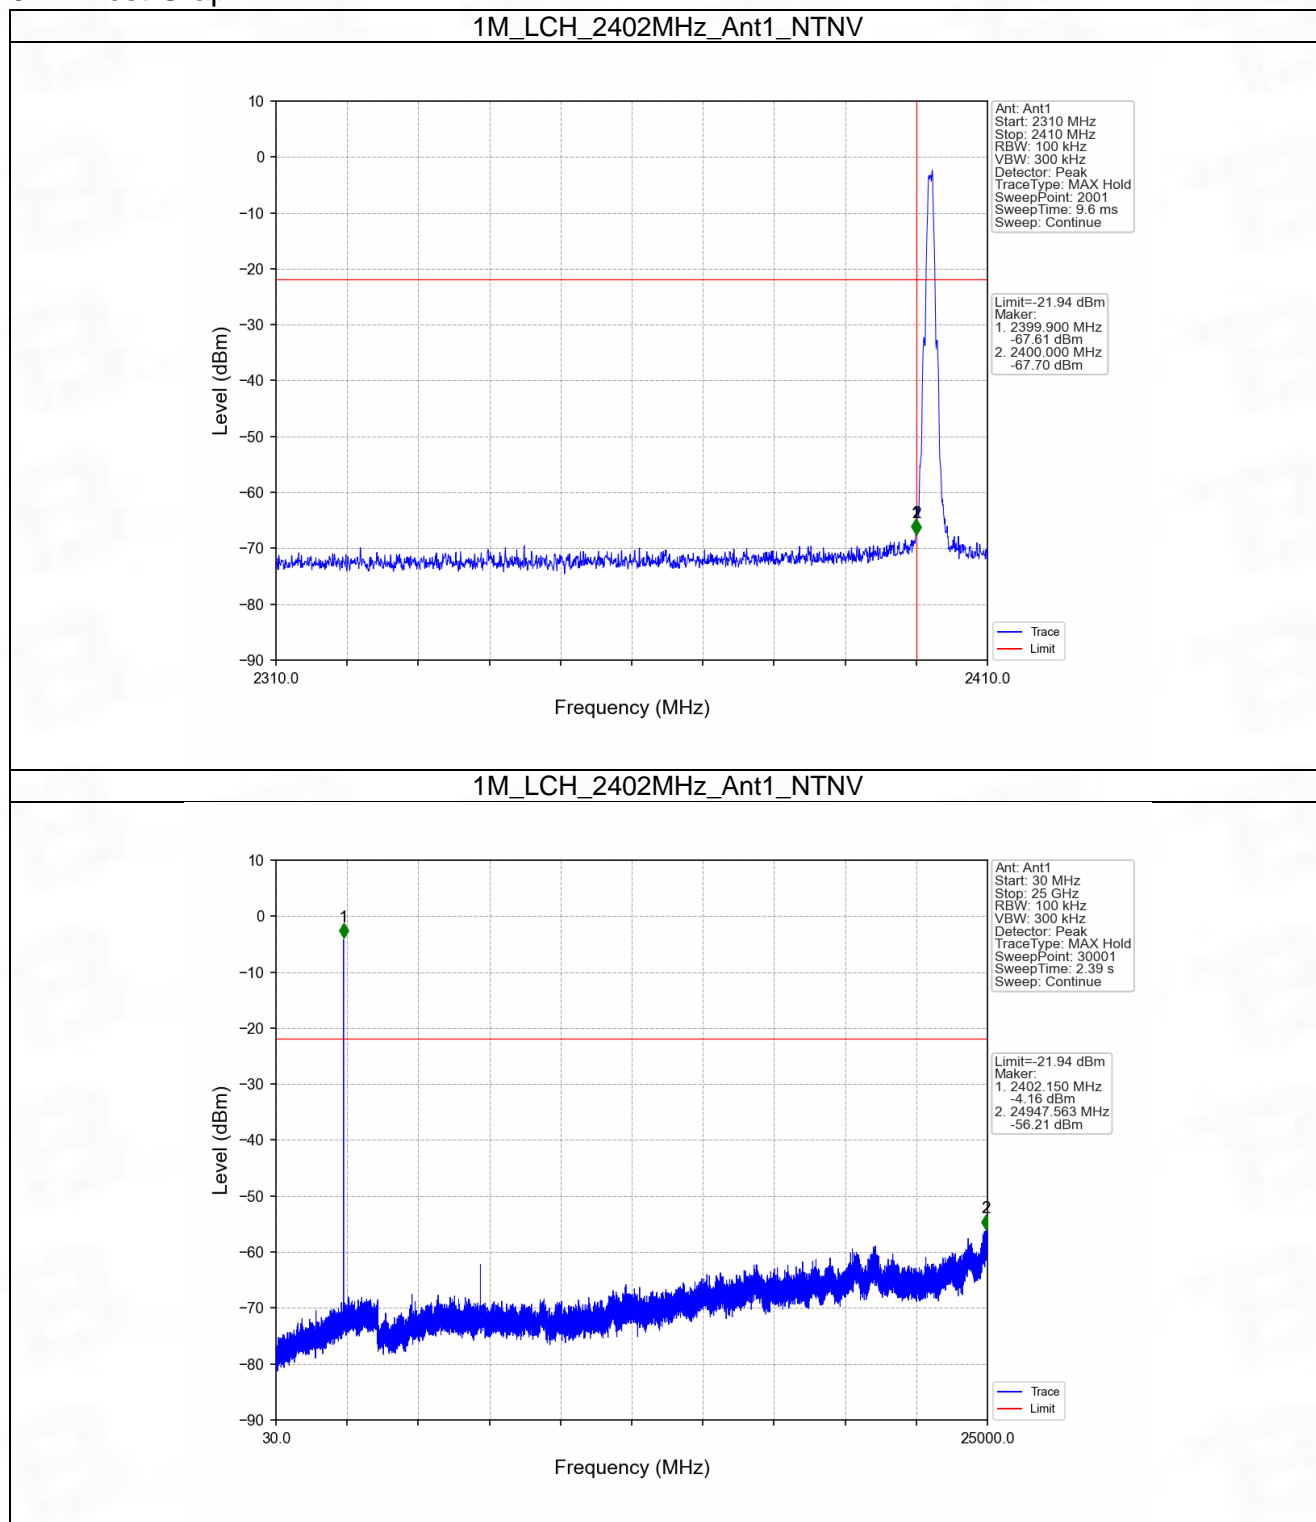 1M_LCH_2402MHz_Ant1_NTNV
10
0
−10
−20
−30
−40
−50
−60
−70
−80
−90
Level (dBm)
2310.0
2410.0
Frequency (MHz)
1
2
Ant: Ant1
Start: 2310 MHz
Stop: 2410 MHz
RBW: 100 kHz
VBW: 300 kHz
Detector: Peak
TraceType: MAX Hold
SweepPoint: 2001
SweepTime: 9.6 ms
Sweep: Continue
Limit=-21.94 dBm
Maker:
1. 2399.900 MHz
-67.61 dBm
2. 2400.000 MHz
-67.70 dBm
Trace
Limit
1M_LCH_2402MHz_Ant1_NTNV
10
0
−10
−20
−30
−40
−50
−60
−70
−80
−90
Level (dBm)
30.0
25000.0
Frequency (MHz)
1
2
Ant: Ant1
Start: 30 MHz
Stop: 25 GHz
RBW: 100 kHz
VBW: 300 kHz
Detector: Peak
TraceType: MAX Hold
SweepPoint: 30001
SweepTime: 2.39 s
Sweep: Continue
Limit=-21.94 dBm
Maker:
1. 2402.150 MHz
-4.16 dBm
2. 24947.563 MHz
-56.21 dBm
Trace
Limit